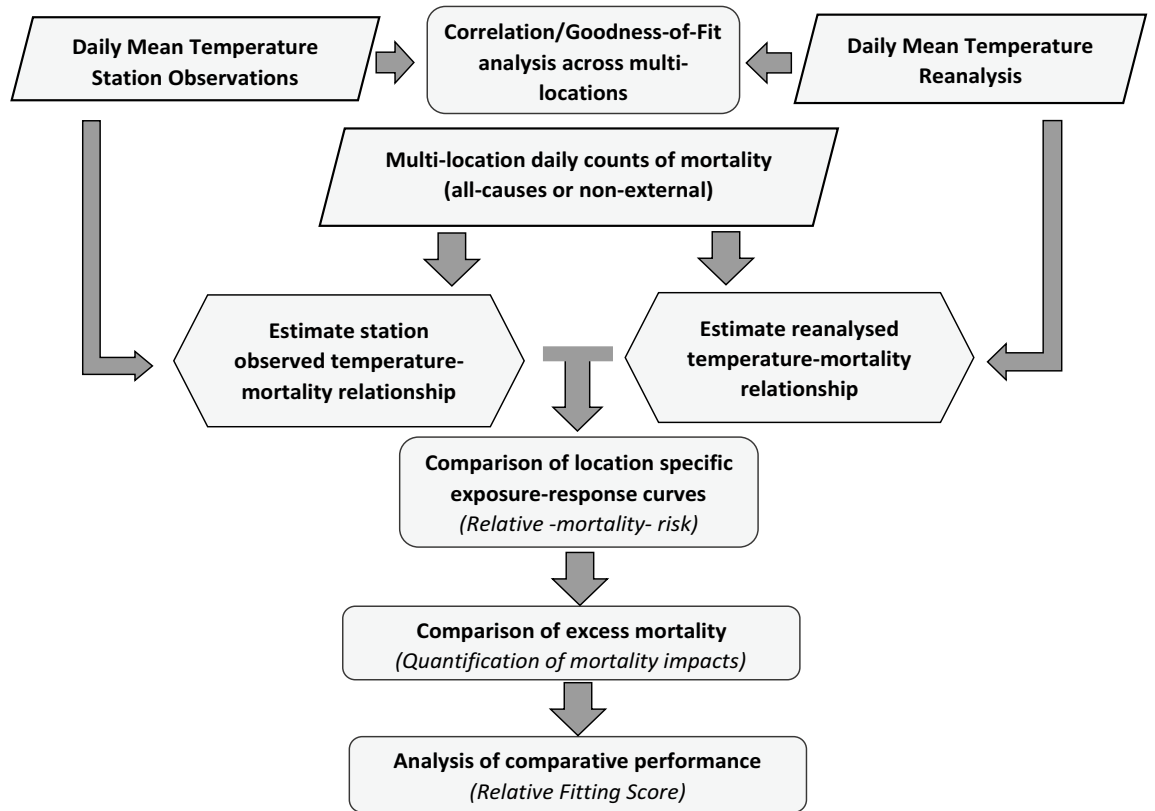 Daily Mean Temperature
Station Observations
Correlation/Goodness-of-Fit
analysis across multi-
locations
Daily Mean Temperature
Reanalysis
Multi-location daily counts of mortality
(all-causes or non-external)
Estimate station
observed temperature-
mortality relationship
Estimate reanalysed
temperature-mortality
relationship
Comparison of location specific
exposure-response curves
(Relative -mortality- risk)
Comparison of excess mortality
(Quantification of mortality impacts)
Analysis of comparative performance
(Relative Fitting Score)